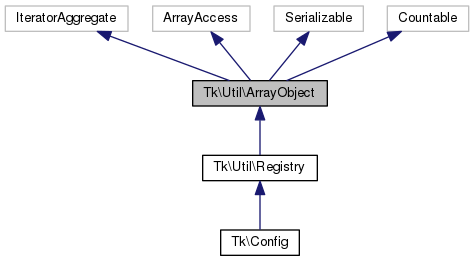 IteratorAggregate
ArrayAccess
Serializable
Countable
Tk\Util\ArrayObject
Tk\Util\Registry
Tk\Config